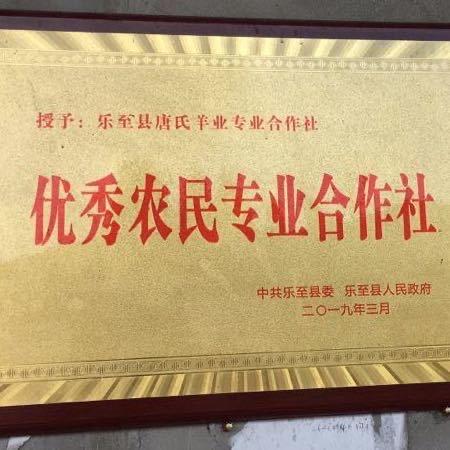 授予：乐至县唐氏羊业专业合作社
优秀农民专业合作社
中共乐至县委 乐至县人民政府
二〇一九年三月